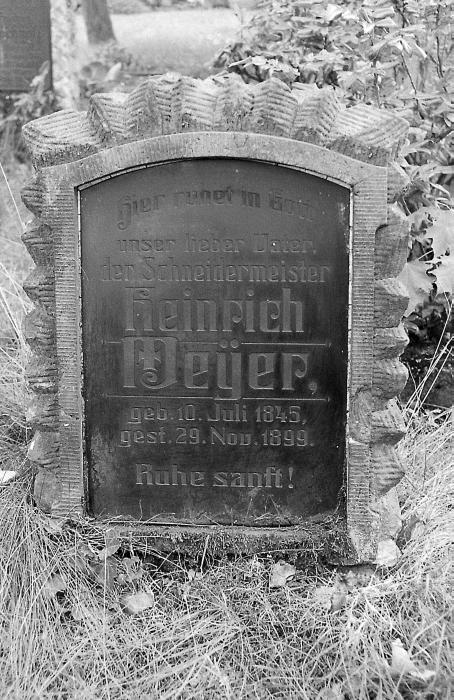 Hier ruhet in Gott
unser lieber Vater,
der Schneidermeister
Heinrich
Meÿer,
geb. 10. Juli 1845,
gest. 29. Nov. 1899.
Ruhe sanft!